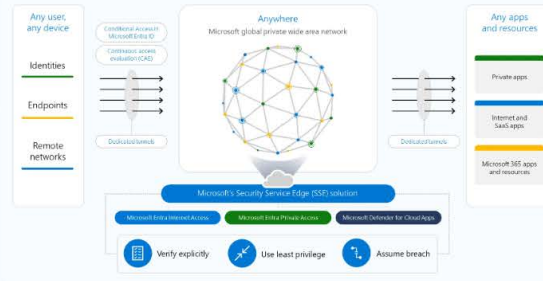 Any user,
any device
Identities
Endpoints
Remote
networks
Conditional Access in
Microsoft Entra ID
Continuous access
evaluation (CAE)
Dedicated tunnels
Anywhere
Microsoft global private wide area network
Dedicated tunnels
Any apps
and resources
Private apps
Internet and
SaaS apps
Microsoft 365 apps
and resources
Microsoft's Security Service Edge (SSE) solution
Microsoft Entra Internet Access
Microsoft Entra Private Access
Microsoft Defender for Cloud Apps
Verify explicitly
Use least privilege
Assume breach